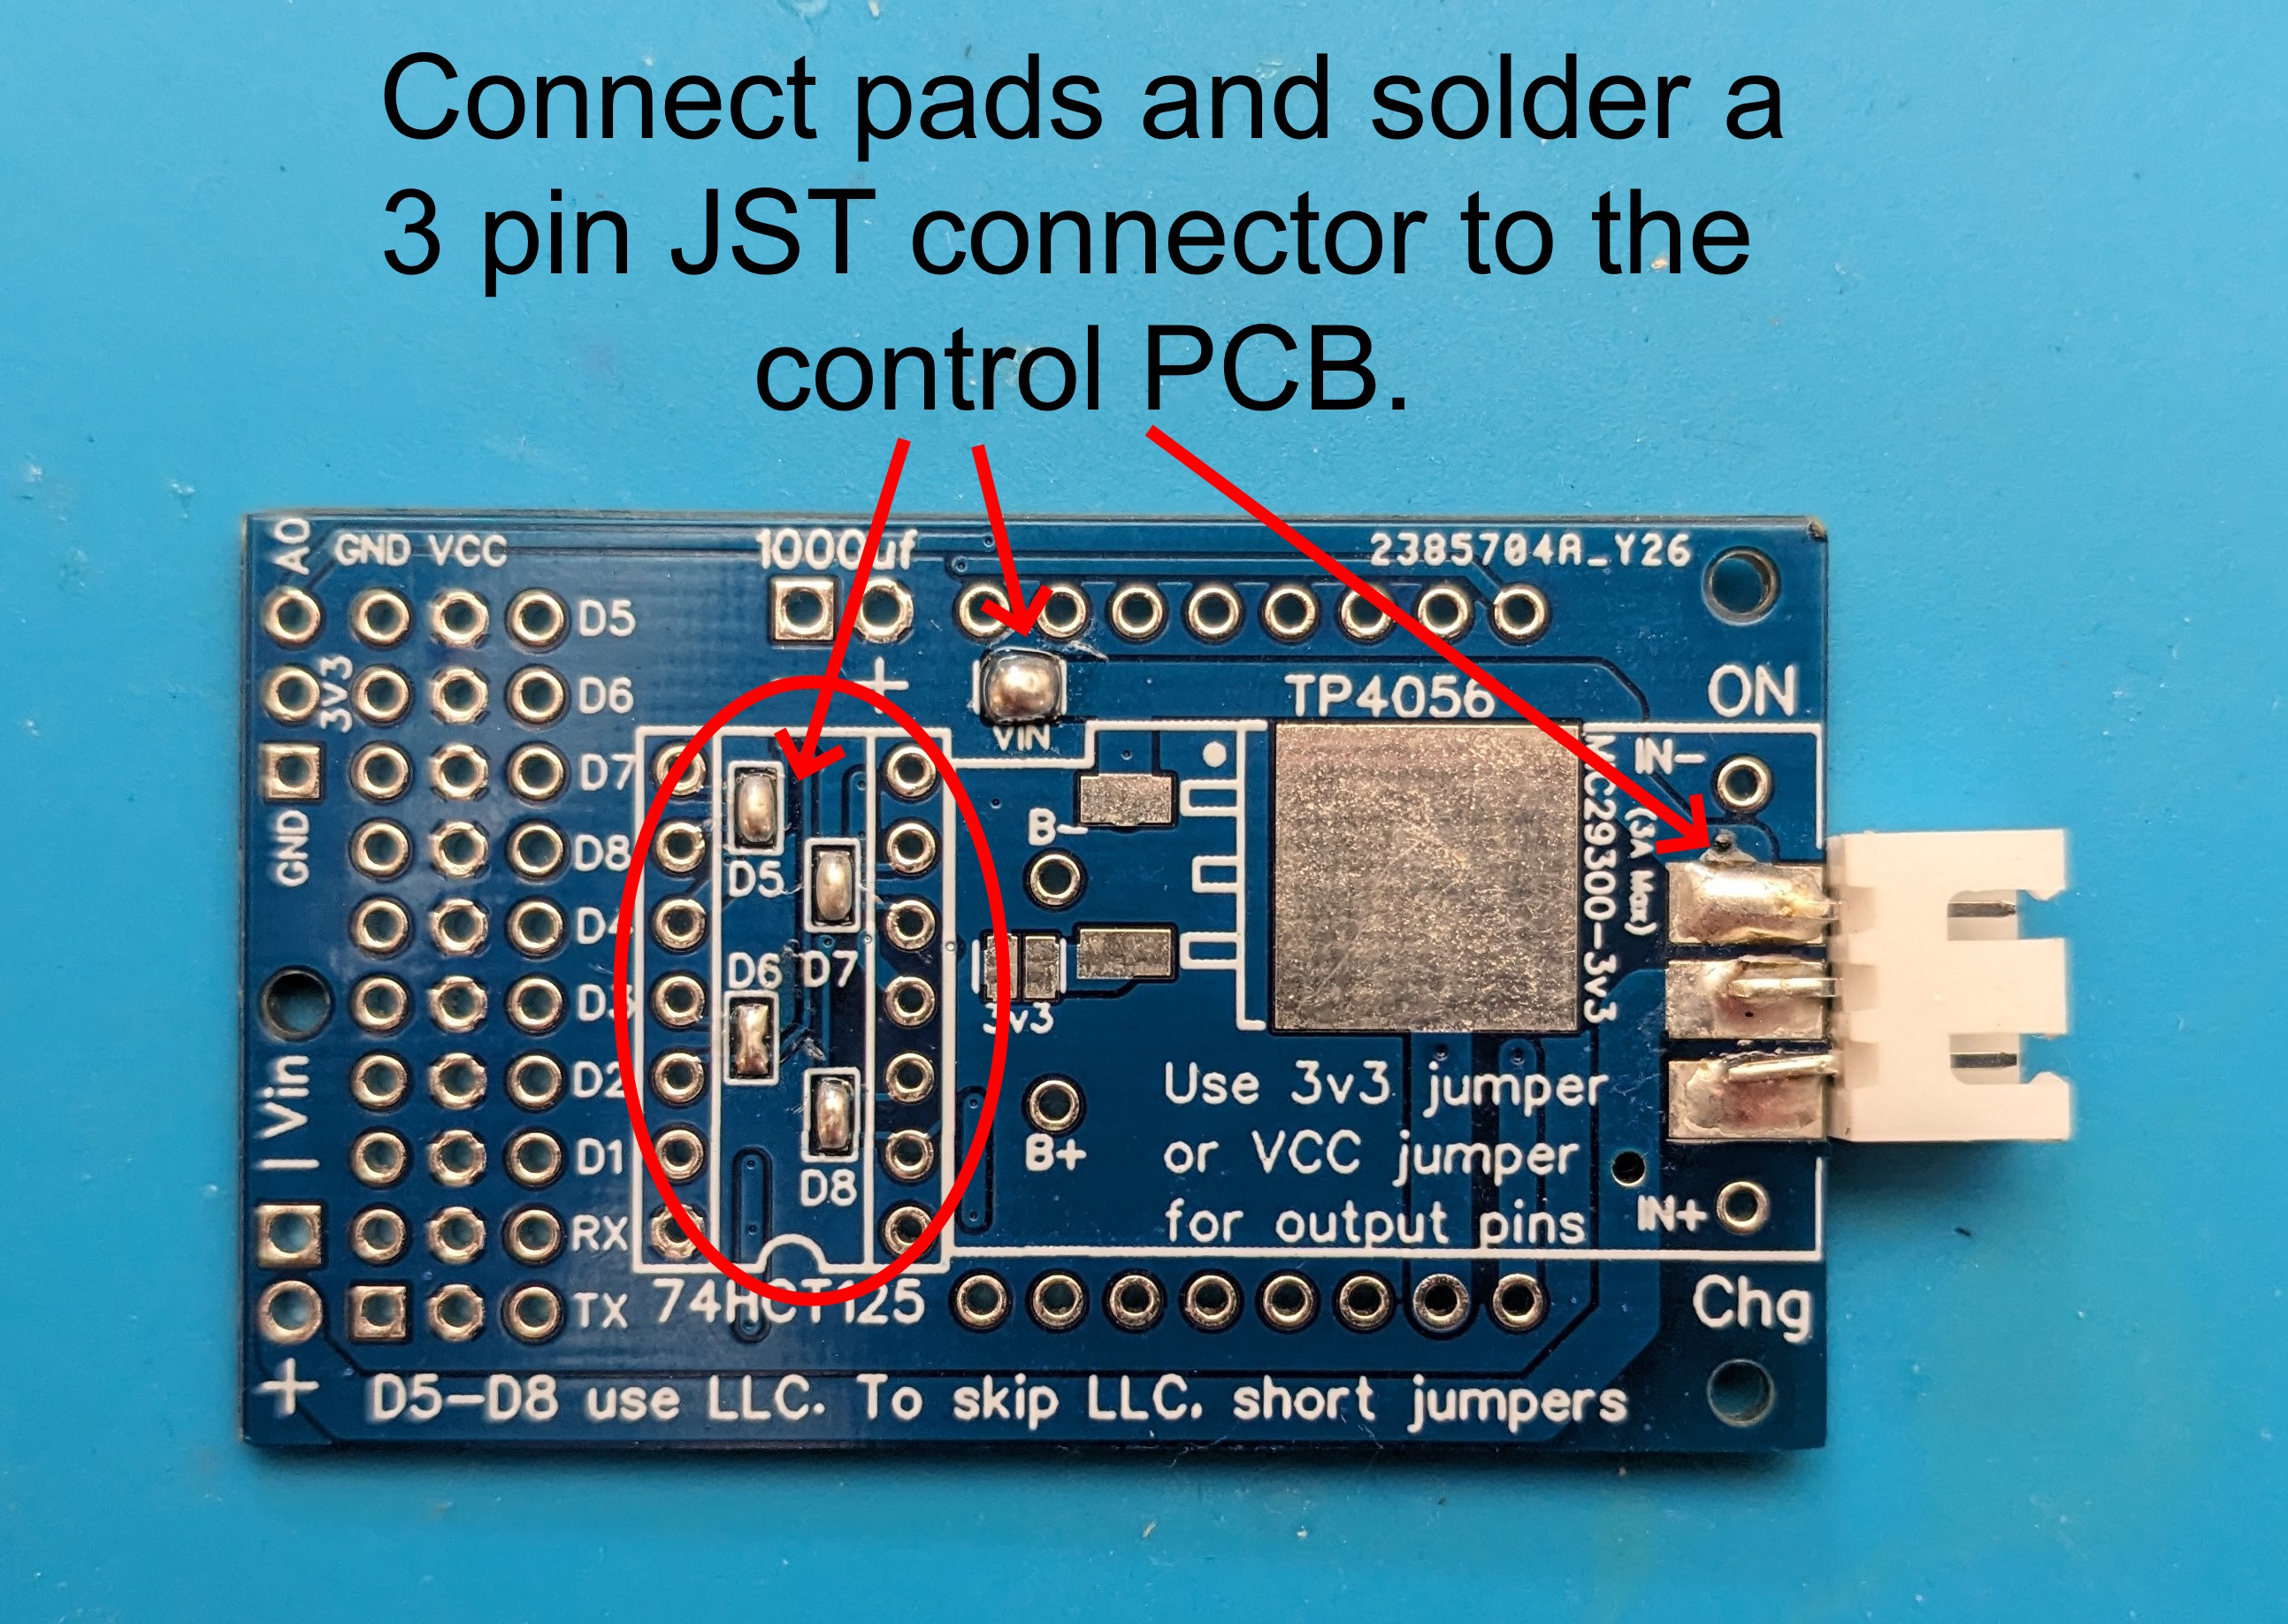 Connect pads and solder a
3 pin JST connector to the
control PCB.
A0
GND VCC
1000uf
2385704A_Y26
D5
3v3
D6
+
VIN
TP4056
ON
D7
GND
D8
D5
B-
MIC29300-3v3
(3A Max)
IN-
D4
D6
D7
D3
3v3
Vin
D2
Use 3v3 jumper
or VCC jumper
for output pins
D1
D8
B+
RX
IN+
TX
74HCT125
Chg
+
D5-D8 use LLC. To skip LLC. short jumpers